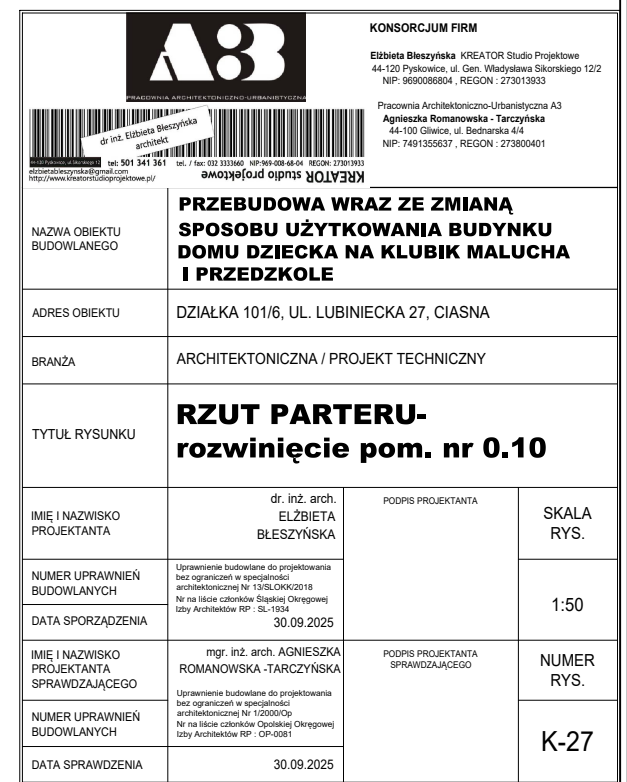 A3
PRACOWNIA ARCHITEKTONICZNO-URBANISTYCZNA
dr inż. Elżbieta Błeszyńska
architekt
44-120 Pyskowice, ul.Sikorskiego 12 tel: 501 341 361 tel. / fax: 032 3333660 NIP:969-008-68-04 REGON: 273013933
elzbietableszynska@gmail.com
http://www.kreatorstudioprojektowe.pl/
KREATOR studio projektowe
KONSORCJUM FIRM
Elżbieta Błeszyńska KREATOR Studio Projektowe
44-120 Pyskowice, ul. Gen. Władysława Sikorskiego 12/2
NIP: 9690086804 , REGON : 273013933
Pracownia Architektoniczno-Urbanistyczna A3
Agnieszka Romanowska - Tarczyńska
44-100 Gliwice, ul. Bednarska 4/4
NIP: 7491355637 , REGON : 273800401
NAZWA OBIEKTU
BUDOWLANEGO
PRZEBUDOWA WRAZ ZE ZMIANĄ
SPOSOBU UŻYTKOWANIA BUDYNKU
DOMU DZIECKA NA KLUBIK MALUCHA
I PRZEDZKOLE
ADRES OBIEKTU
DZIAŁKA 101/6, UL. LUBINIECKA 27, CIASNA
BRANŻA
ARCHITEKTONICZNA / PROJEKT TECHNICZNY
TYTUŁ RYSUNKU
RZUT PARTERU-
rozwinięcie pom. nr 0.10
IMIĘ I NAZWISKO
PROJEKTANTA
dr. inż. arch.
ELŻBIETA
BŁESZYŃSKA
PODPIS PROJEKTANTA
SKALA
RYS.
NUMER UPRAWNIEŃ
BUDOWLANYCH
Uprawnienie budowlane do projektowania
bez ograniczeń w specjalności
architektonicznej Nr 13/SLOKK/2018
Nr na liście członków Śląskiej Okręgowej
Izby Architektów RP : SL-1934
1:50
DATA SPORZĄDZENIA
30.09.2025
IMIĘ I NAZWISKO
PROJEKTANTA
SPRAWDZAJĄCEGO
mgr. inż. arch. AGNIESZKA
ROMANOWSKA -TARCZYŃSKA
PODPIS PROJEKTANTA
SPRAWDZAJĄCEGO
NUMER
RYS.
NUMER UPRAWNIEŃ
BUDOWLANYCH
Uprawnienie budowlane do projektowania
bez ograniczeń w specjalności
architektonicznej Nr 1/2000/Op
Nr na liście członków Opolskiej Okręgowej
Izby Architektów RP : OP-0081
K-27
DATA SPRAWDZENIA
30.09.2025